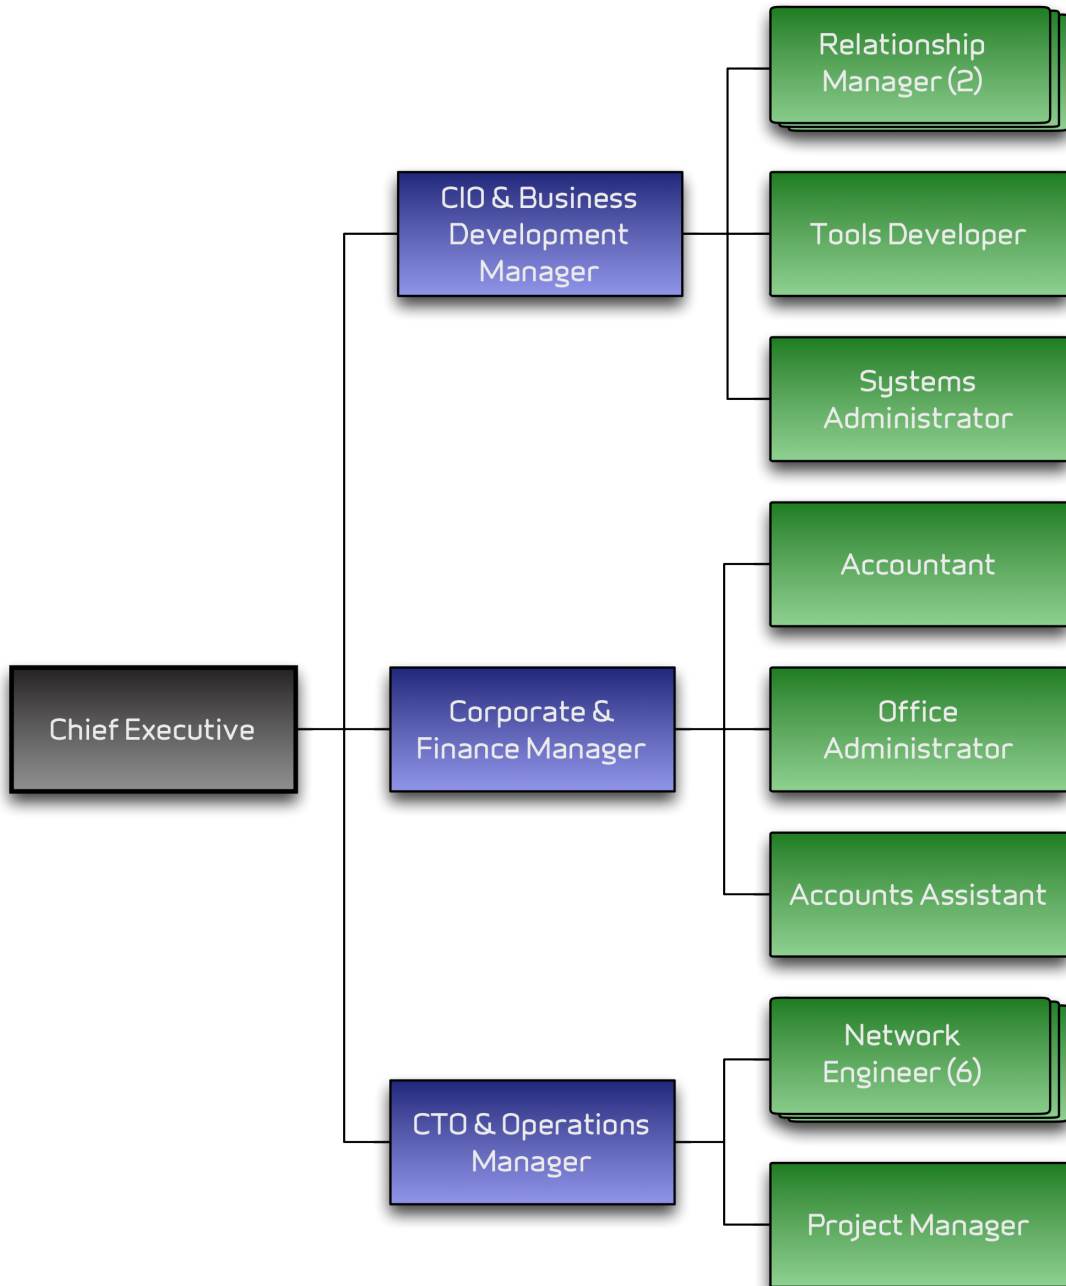 Relationship
Manager (2)
CIO & Business
Development
Manager
Tools Developer
Systems
Administrator
Accountant
Chief Executive
Corporate &
Finance Manager
Office
Administrator
Accounts Assistant
Network
Engineer (6)
CTO & Operations
Manager
Project Manager